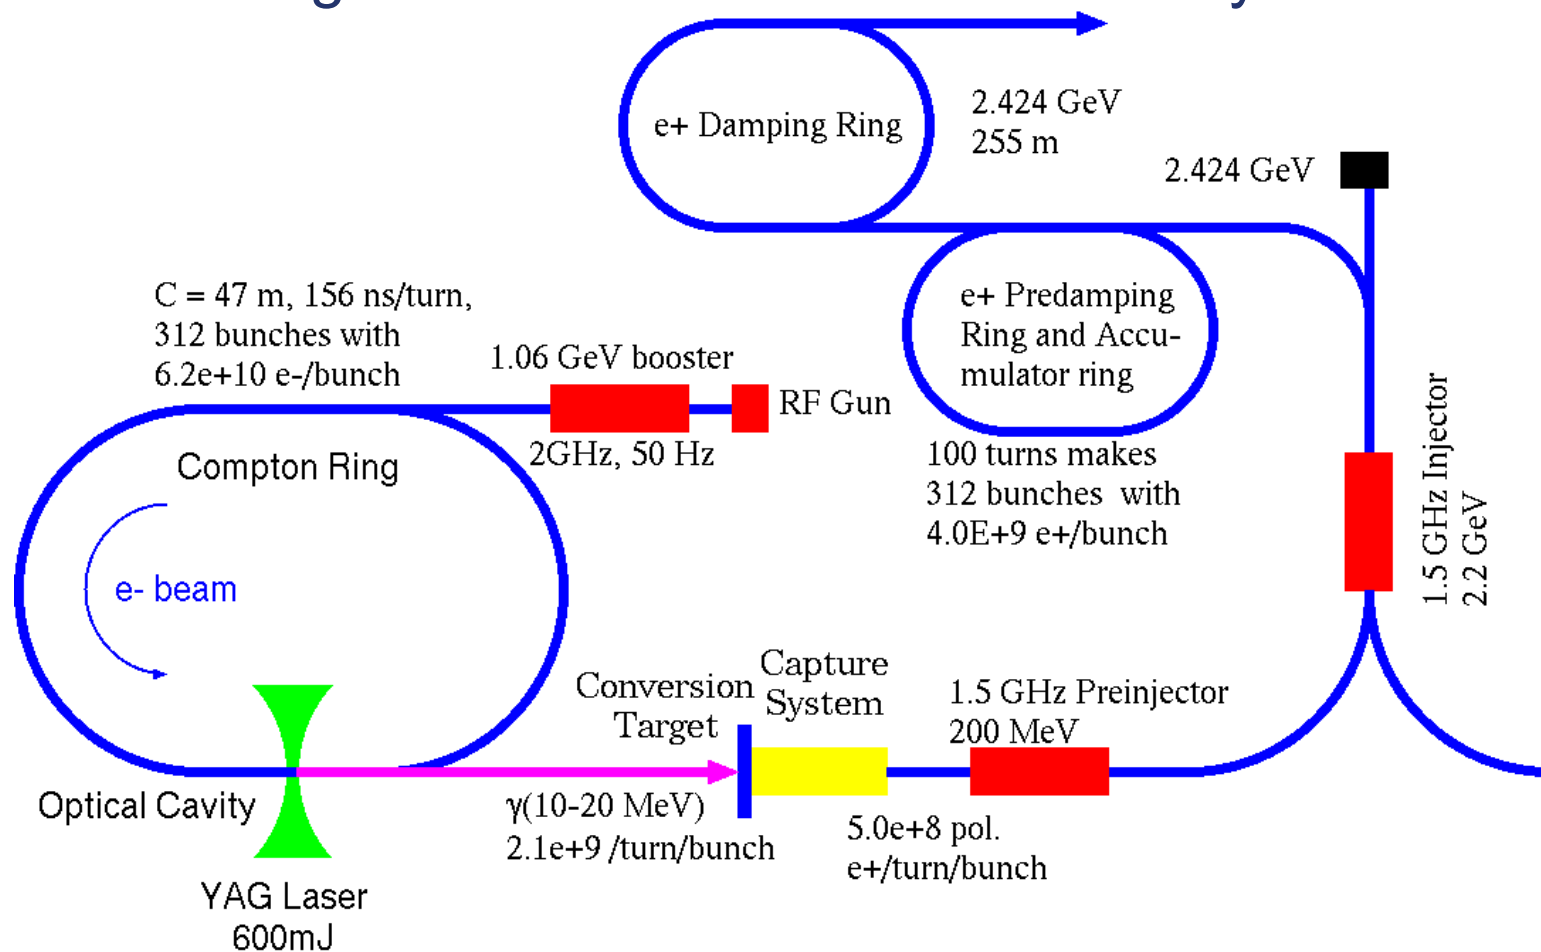 e+ Damping Ring
2.424 GeV
255 m
2.424 GeV
C = 47 m, 156 ns/turn,
312 bunches with
6.2e+10 e-/bunch
1.06 GeV booster
RF Gun
2GHz, 50 Hz
e+ Predamping
Ring and Accu-
mulator ring
100 turns makes
312 bunches with
4.0E+9 e+/bunch
1.5 GHz Injector
2.2 GeV
Compton Ring
e- beam
Conversion
Target
Capture
System
1.5 GHz Preinjector
200 MeV
Optical Cavity
γ(10-20 MeV)
2.1e+9 /turn/bunch
5.0e+8 pol.
e+/turn/bunch
YAG Laser
600mJ